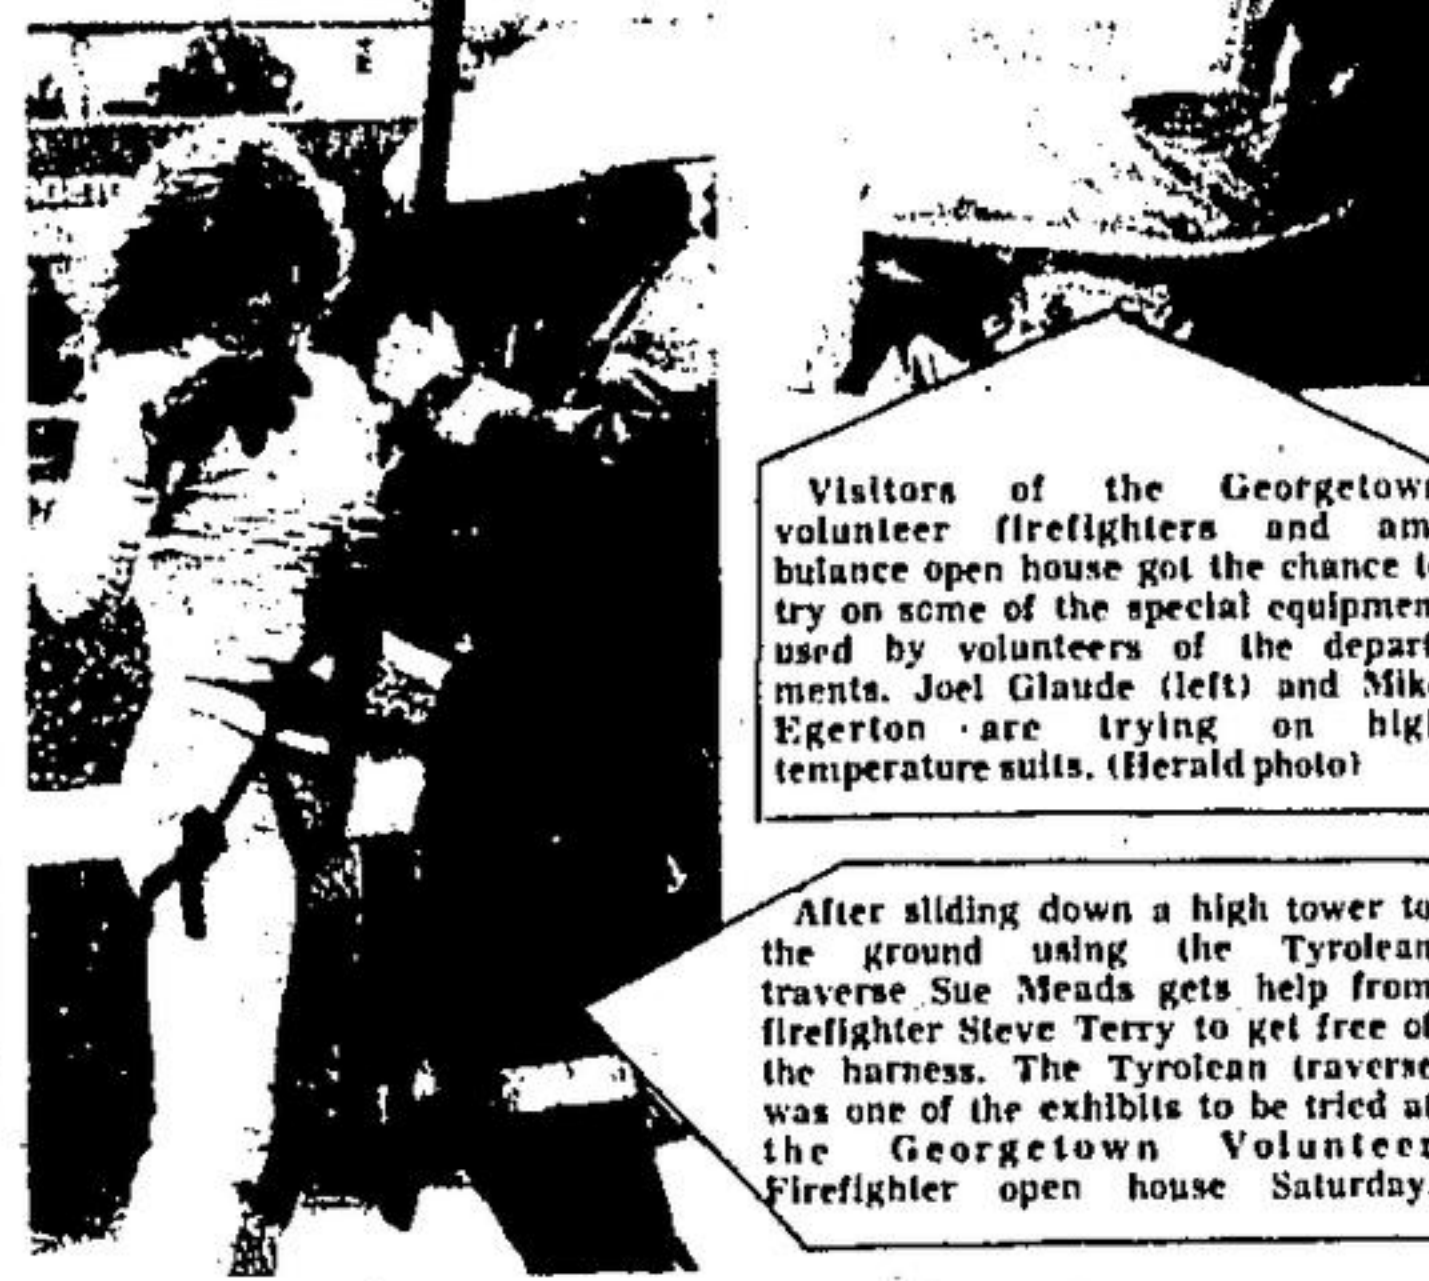 Visitors of the Georgetown
volunteer firefighters and am-
bulance open house got the chance to
try on some of the special equipment
used by volunteers of the depart-
ments. Joel Glaude (left) and Mike
Egerton are trying on high
temperature suits. (Herald photo)
After sliding down a high tower to
the ground using the Tyrolean
traverse Sue Meads gets help from
firefighter Steve Terry to get free of
the harness. The Tyrolean traverse
was one of the exhibits to be tried at
the Georgetown Volunteer
Firefighter open house Saturday.